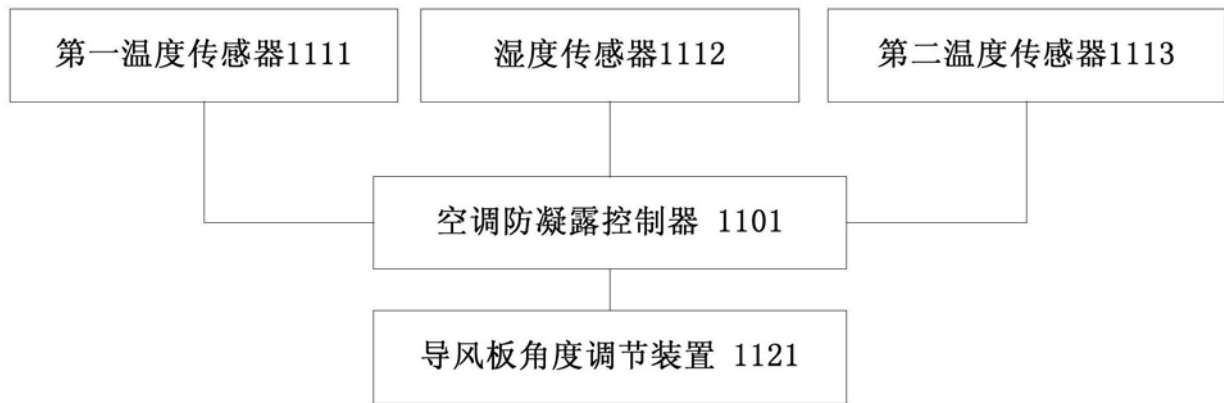 第一温度传感器1111
湿度传感器1112
第二温度传感器1113
空调防凝露控制器 1101
导风板角度调节装置 1121